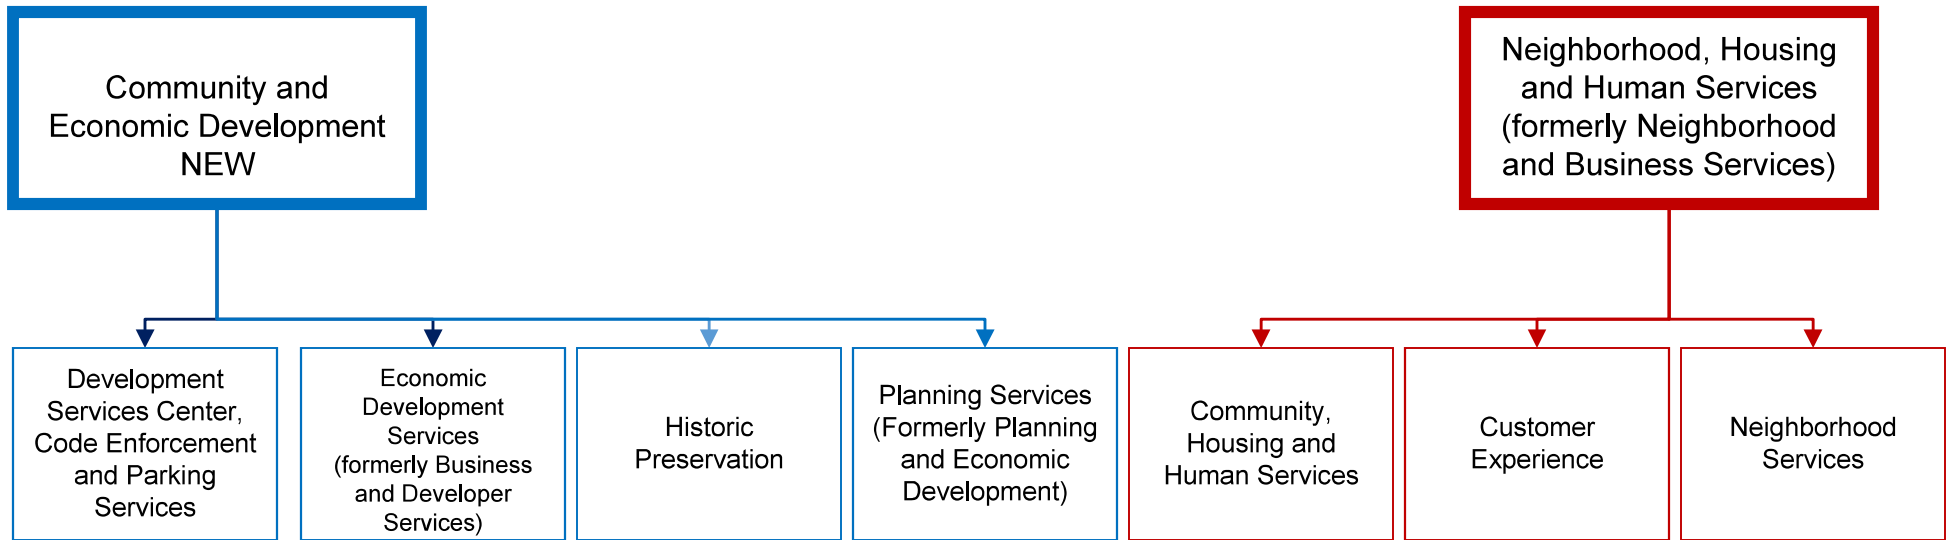 Community and
Economic Development
NEW
Neighborhood, Housing
and Human Services
(formerly Neighborhood
and Business Services)
Development
Services Center,
Code Enforcement
and Parking
Services
Economic
Development
Services
(formerly Business
and Developer
Services)
Historic
Preservation
Planning Services
(Formerly Planning
and Economic
Development)
Community,
Housing and
Human Services
Customer
Experience
Neighborhood
Services